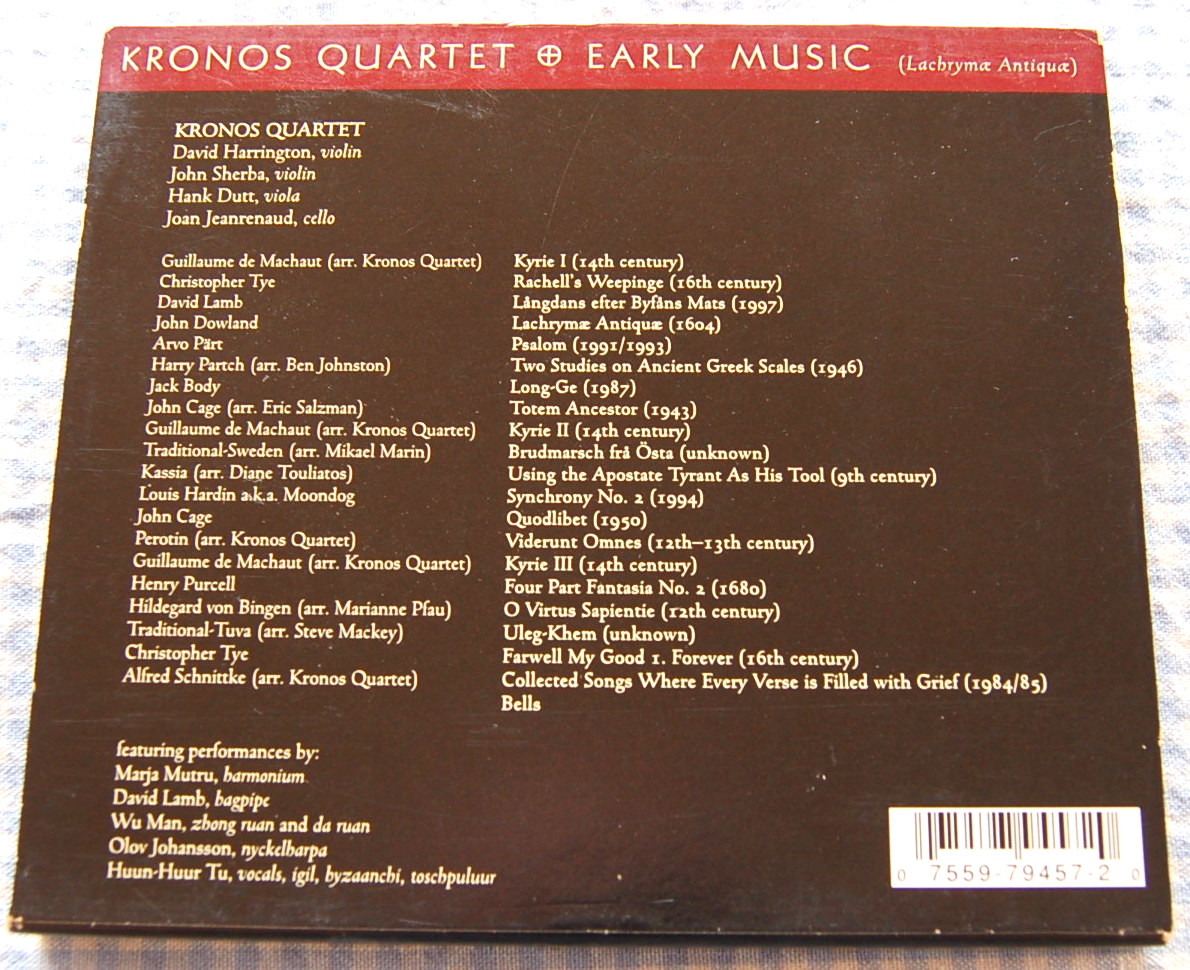 KRONOS QUARTET ⊕ EARLY MUSIC (Lachrymæ Antiquæ)
KRONOS QUARTET
David Harrington, violin
John Sherba, violin
Hank Dutt, viola
Joan Jeanrenaud, cello
Guillaume de Machaut (arr. Kronos Quartet) Kyrie I (14th century)
Christopher Tye Rachell's Weepinge (16th century)
David Lamb Långdans efter Byfåns Mats (1997)
John Dowland Lachrymæ Antiquæ (1604)
Arvo Pärt Psalom (1991/1993)
Harry Partch (arr. Ben Johnston) Two Studies on Ancient Greek Scales (1946)
Jack Body Long-Ge (1987)
John Cage (arr. Eric Salzman) Totem Ancestor (1943)
Guillaume de Machaut (arr. Kronos Quartet) Kyrie II (14th century)
Traditional-Sweden (arr. Mikael Marin) Brudmarsch frå Östa (unknown)
Kassia (arr. Diane Touliatos) Using the Apostate Tyrant As His Tool (9th century)
Louis Hardin a.k.a. Moondog Synchrony No. 2 (1994)
John Cage Quodlibet (1950)
Perotin (arr. Kronos Quartet) Viderunt Omnes (12th–13th century)
Guillaume de Machaut (arr. Kronos Quartet) Kyrie III (14th century)
Henry Purcell Four Part Fantasia No. 2 (1680)
Hildegard von Bingen (arr. Marianne Pfau) O Virtus Sapientie (12th century)
Traditional-Tuva (arr. Steve Mackey) Uleg-Khem (unknown)
Christopher Tye Farwell My Good 1. Forever (16th century)
Alfred Schnittke (arr. Kronos Quartet) Collected Songs Where Every Verse is Filled with Grief (1984/85)
Bells
featuring performances by:
Marja Mutru, harmonium
David Lamb, bagpipe
Wu Man, zhong ruan and da ruan
Olov Johansson, nyckelharpa
Huun-Huur Tu, vocals, igil, byzaanchi, toschpuluur
0 7559-79457-2 0